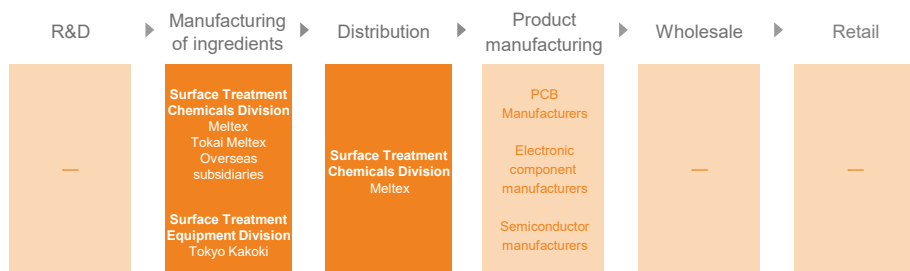 R&D
Manufacturing
of ingredients
Distribution
Product
manufacturing
Wholesale
Retail
—
Surface Treatment
Chemicals Division
Meltex
Tokai Meltex
Overseas
subsidiaries
Surface Treatment
Equipment Division
Tokyo Kakoki
Surface Treatment
Chemicals Division
Meltex
PCB
Manufacturers
Electronic
component
manufacturers
Semiconductor
manufacturers
—
—